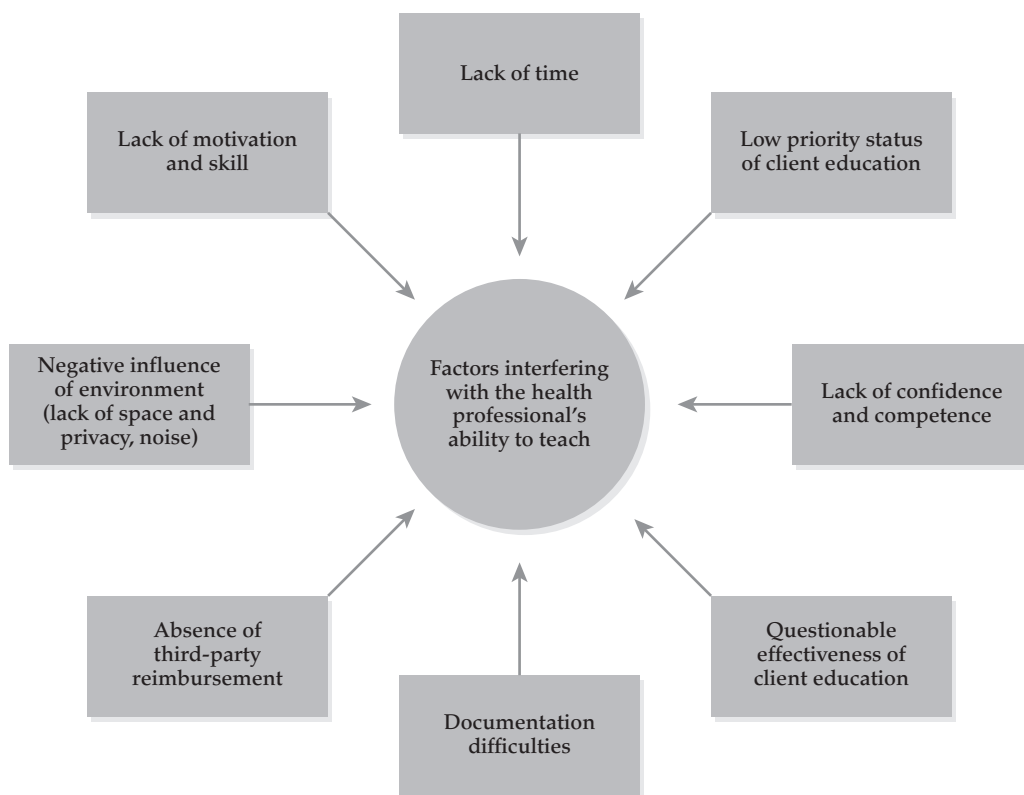 Lack of time
Lack of motivation
and skill
Low priority status
of client education
Negative influence
of environment
(lack of space and
privacy, noise)
Factors interfering
with the health
professional’s
ability to teach
Lack of confidence
and competence
Absence of
third-party
reimbursement
Questionable
effectiveness of
client education
Documentation
difficulties